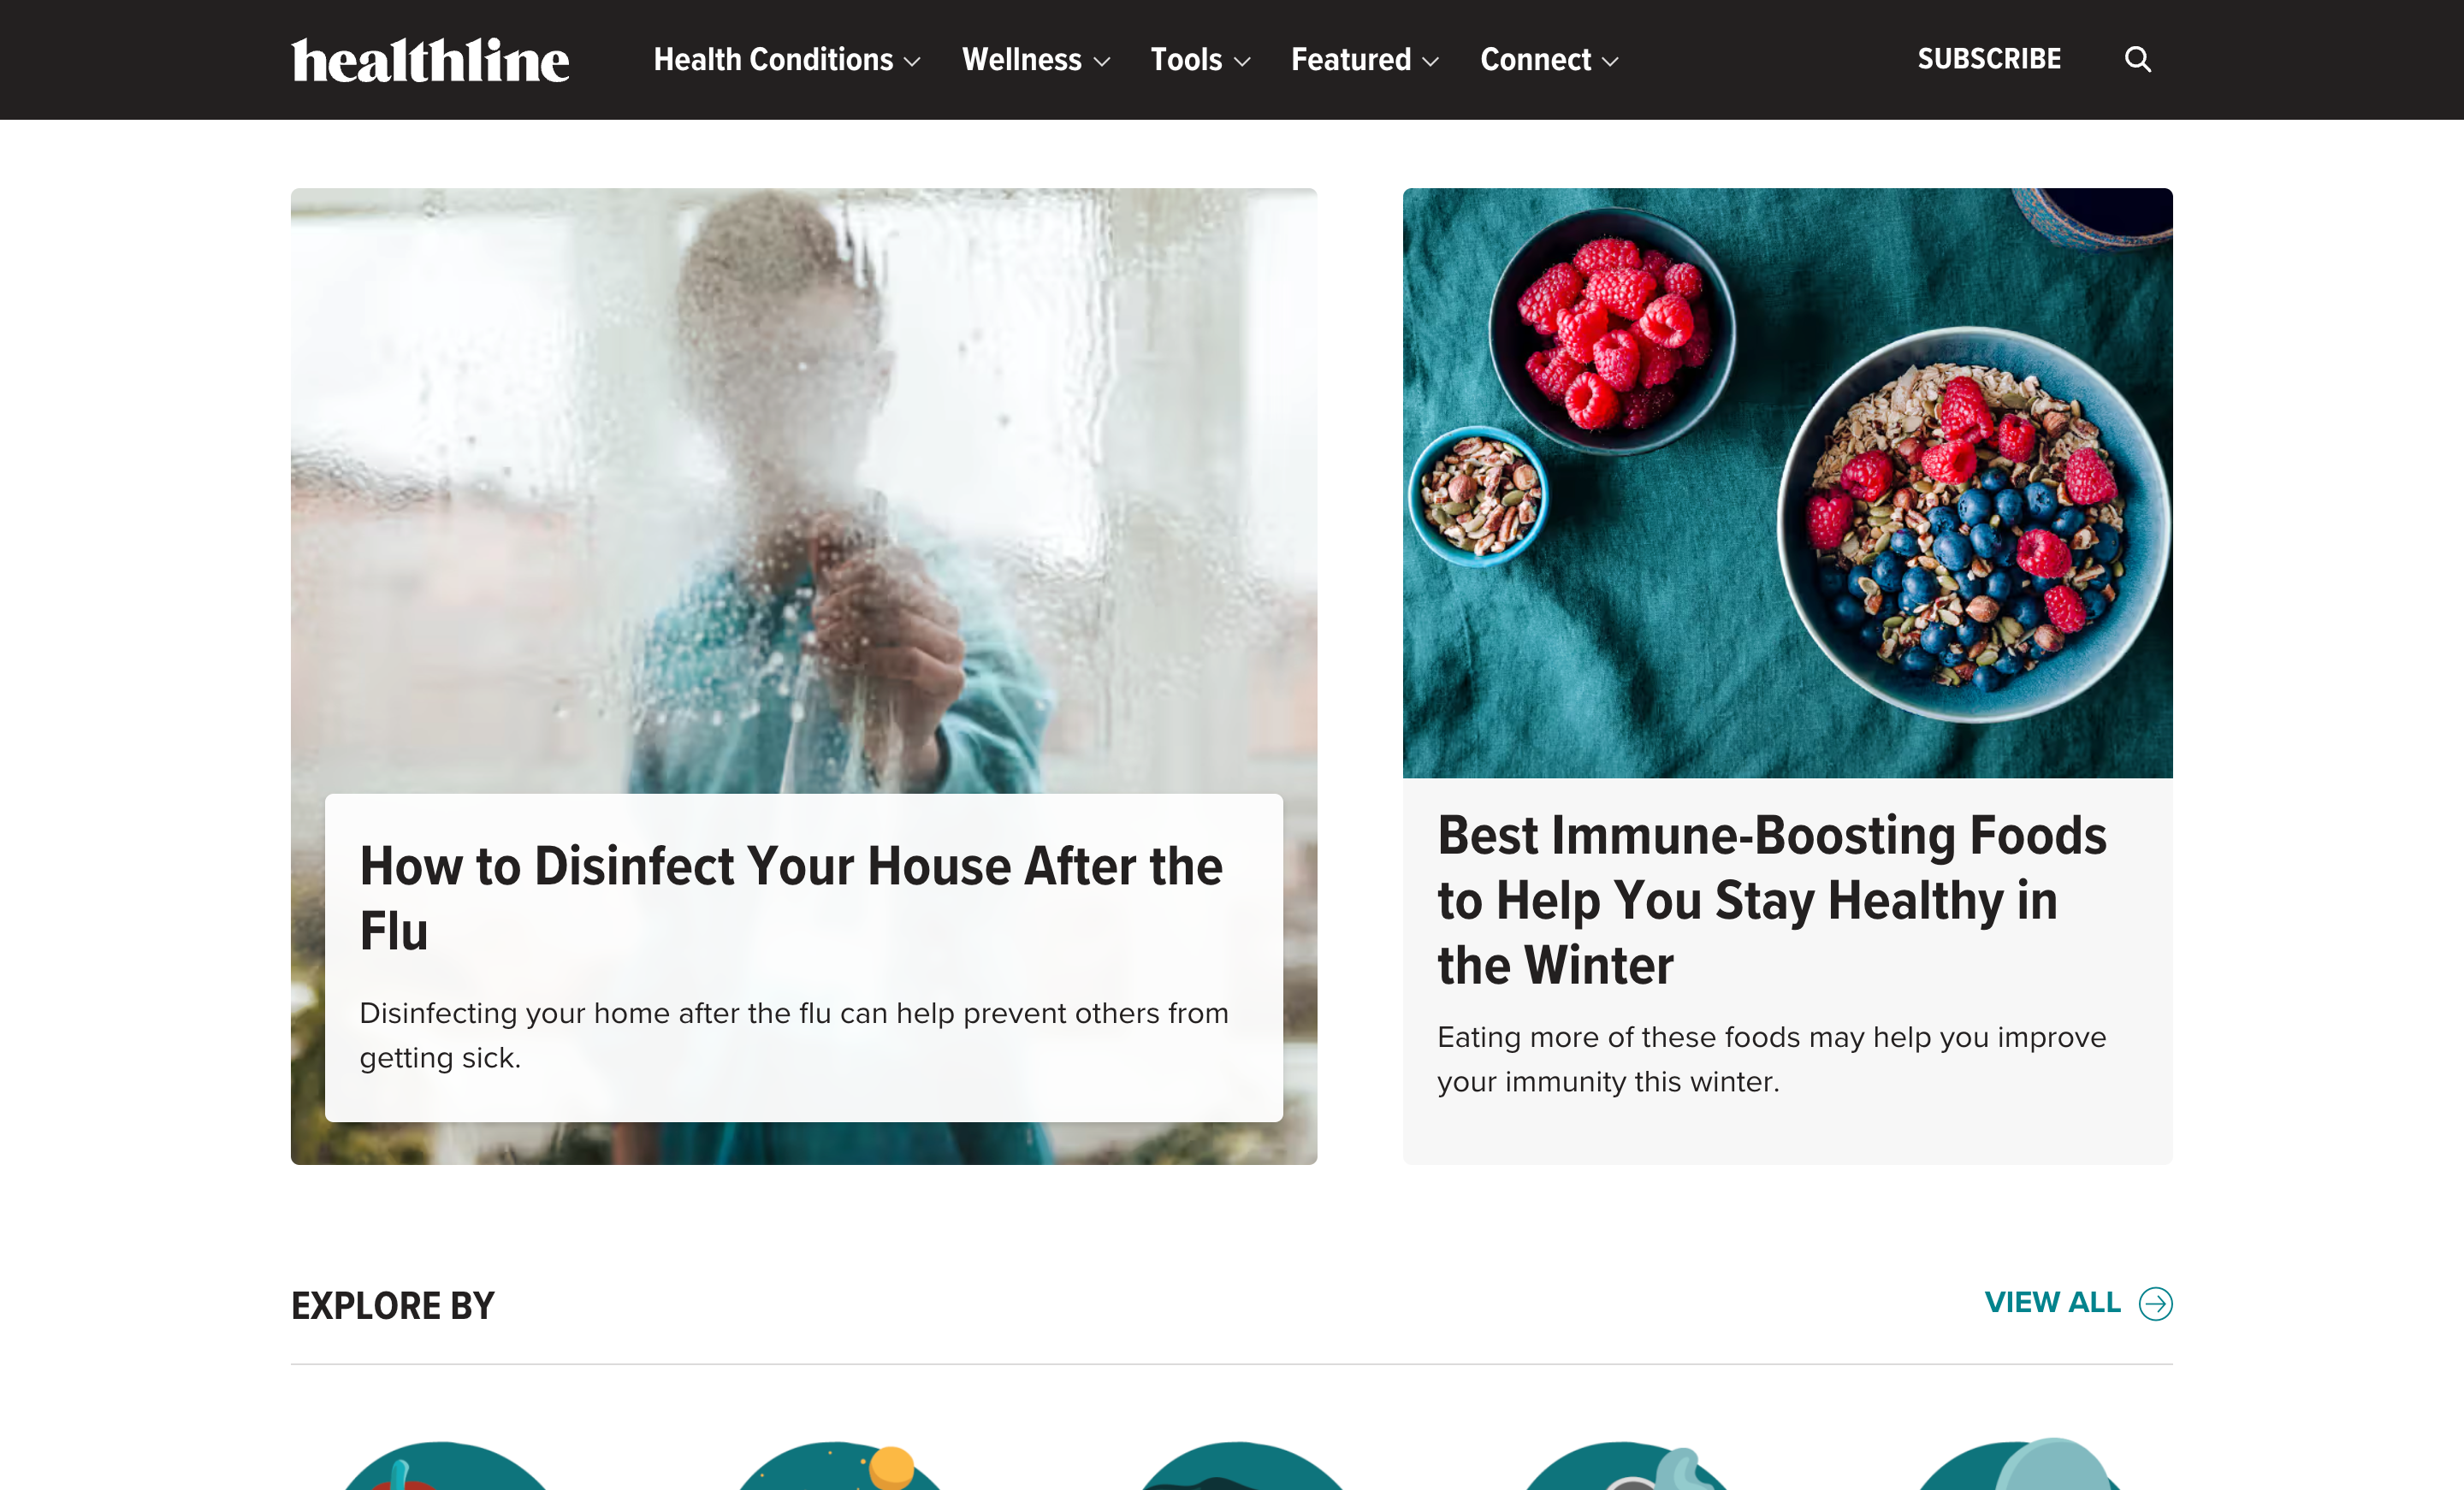 healthline
Health Conditions
Wellness
Tools
Featured
Connect
SUBSCRIBE
How to Disinfect Your House After the
Flu
Disinfecting your home after the flu can help prevent others from
getting sick.
Best Immune-Boosting Foods
to Help You Stay Healthy in
the Winter
Eating more of these foods may help you improve
your immunity this winter.
EXPLORE BY
VIEW ALL